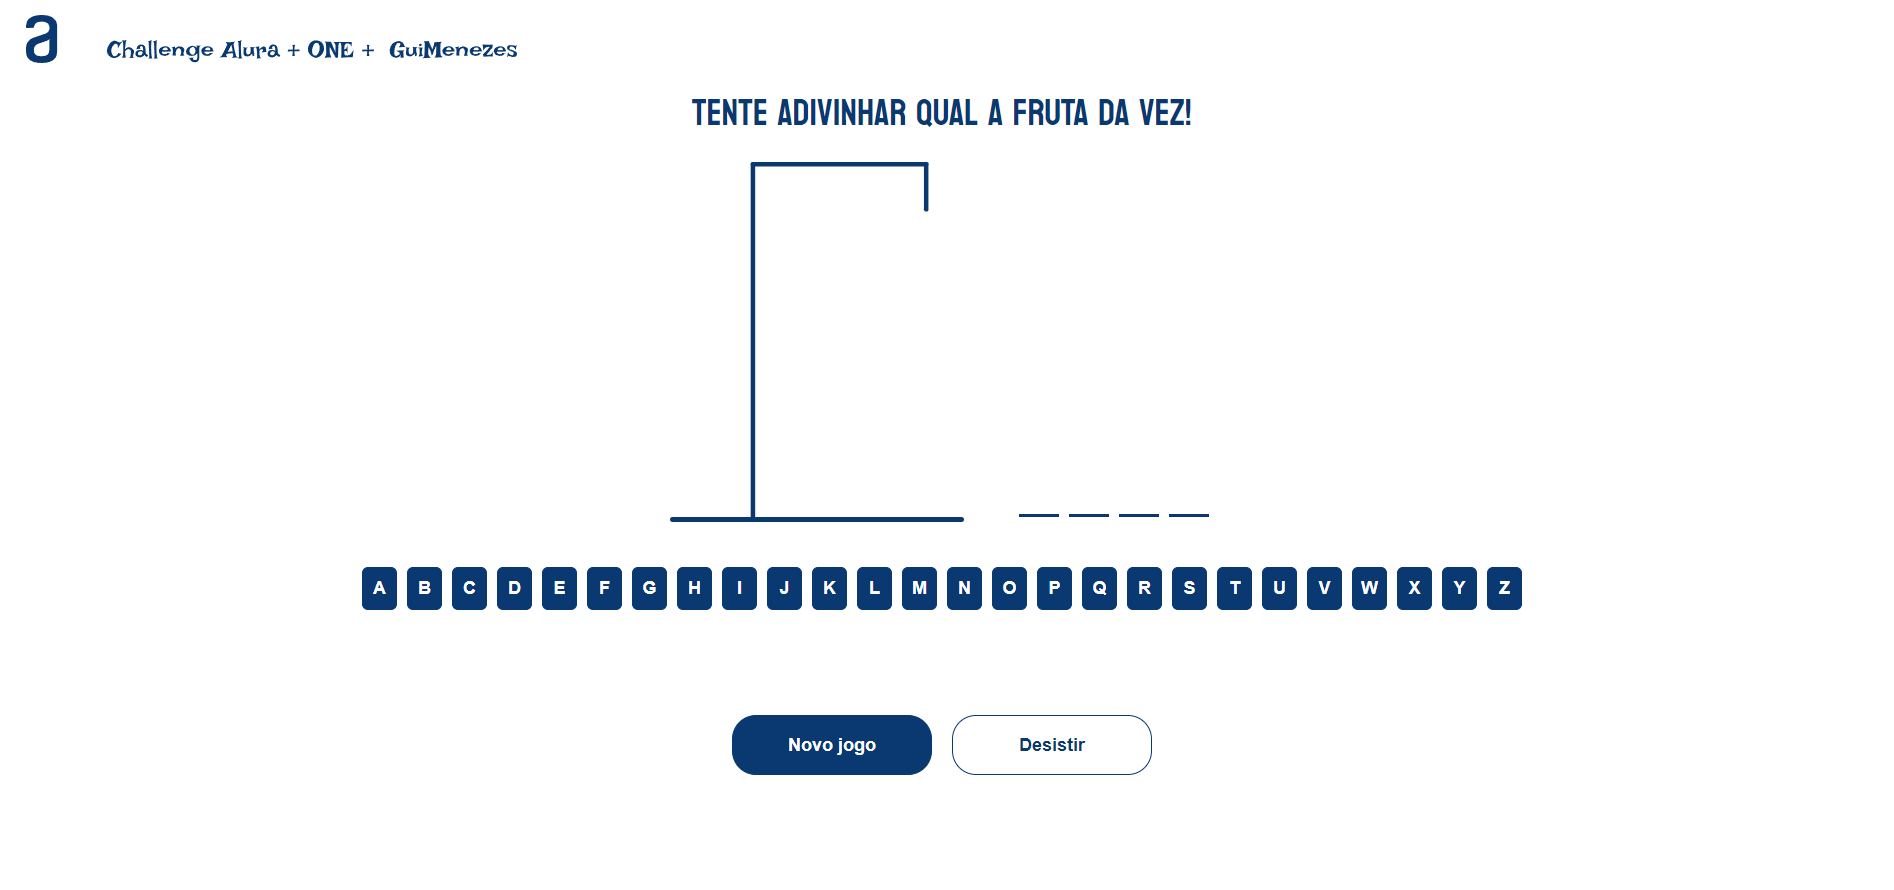 a
Challenge Alura + ONE + GuiMenezes
TENTE ADIVINHAR QUAL A FRUTA DA VEZ!
A B C D E F G H I J K L M N O P Q R S T U V W X Y Z
Novo jogo Desistir